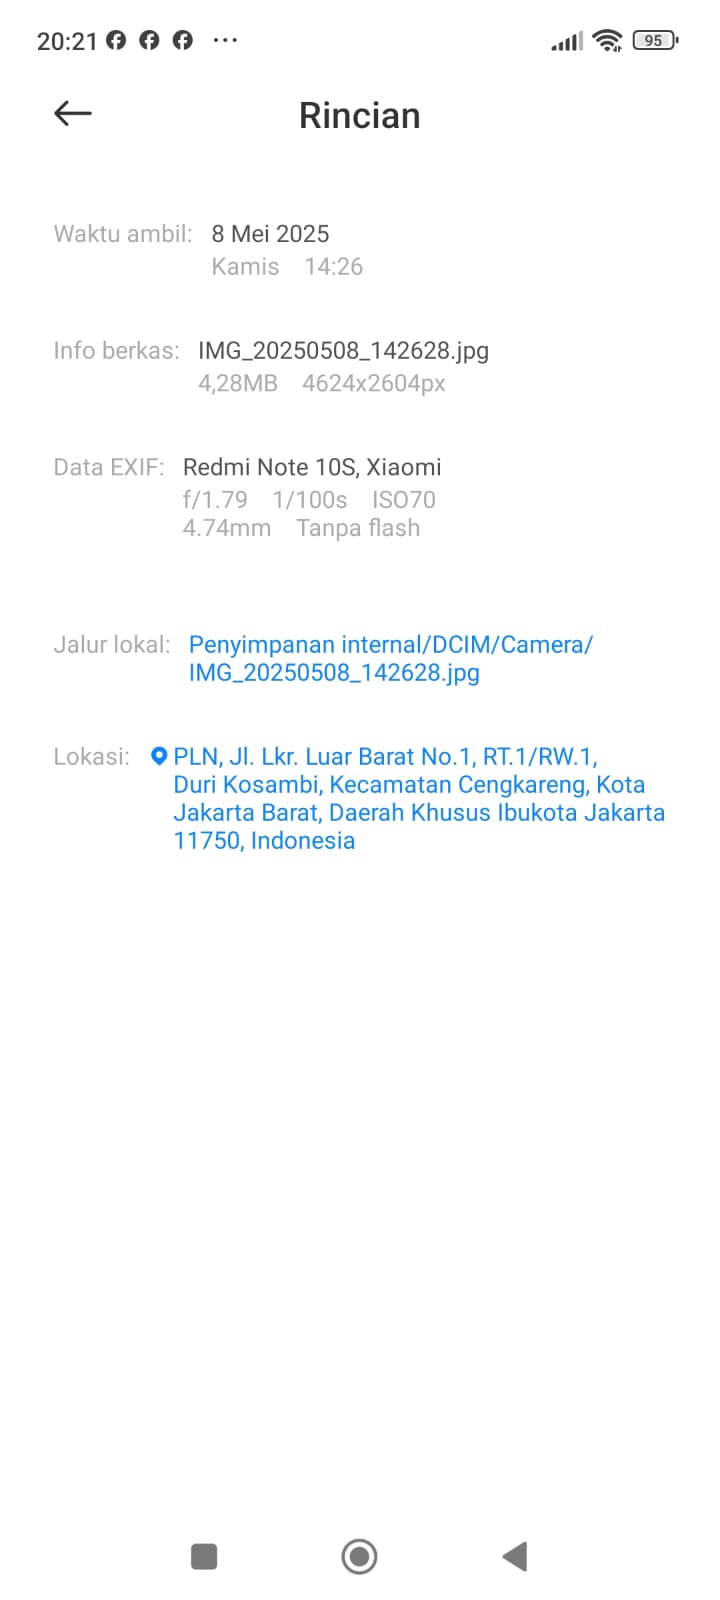 20:21
95
Rincian
Waktu ambil: 8 Mei 2025
Kamis 14:26
Info berkas: IMG_20250508_142628.jpg
4,28MB 4624x2604px
Data EXIF: Redmi Note 10S, Xiaomi
f/1.79 1/100s ISO70
4.74mm Tanpa flash
Jalur lokal: Penyimpanan internal/DCIM/Camera/
IMG_20250508_142628.jpg
Lokasi: PLN, Jl. Lkr. Luar Barat No.1, RT.1/RW.1,
Duri Kosambi, Kecamatan Cengkareng, Kota
Jakarta Barat, Daerah Khusus Ibukota Jakarta
11750, Indonesia